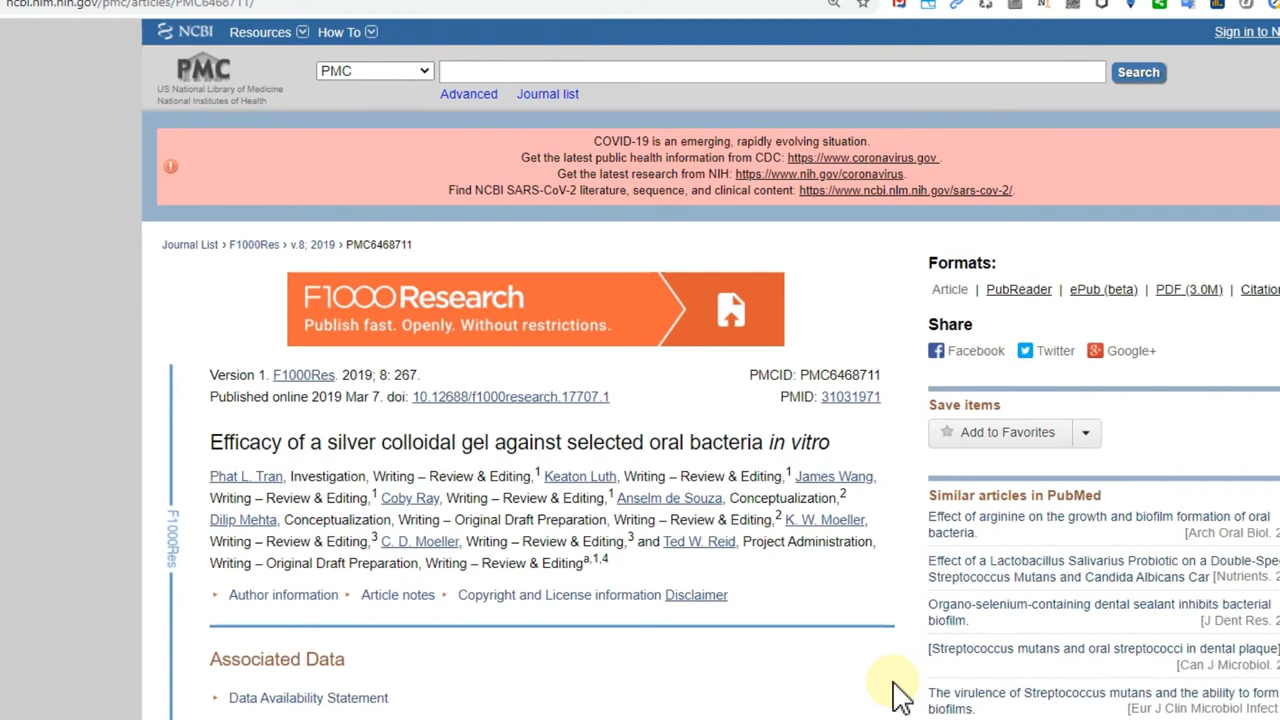 ncbi.nlm.nih.gov/pmc/articles/PMC6468711/
NCBI Resources How To Sign in to N
PMC
US National Library of Medicine
National Institutes of Health
PMC Search
Advanced Journal list
COVID-19 is an emerging, rapidly evolving situation.
Get the latest public health information from CDC: https://www.coronavirus.gov .
Get the latest research from NIH: https://www.nih.gov/coronavirus.
Find NCBI SARS-CoV-2 literature, sequence, and clinical content: https://www.ncbi.nlm.nih.gov/sars-cov-2/.
Journal List › F1000Res › v.8; 2019 › PMC6468711
F1000Research
Publish fast. Openly. Without restrictions.
F1000Res
Version 1. F1000Res. 2019; 8: 267. PMCID: PMC6468711
Published online 2019 Mar 7. doi: 10.12688/f1000research.17707.1 PMID: 31031971
Efficacy of a silver colloidal gel against selected oral bacteria in vitro
Phat L. Tran, Investigation, Writing – Review & Editing,1 Keaton Luth, Writing – Review & Editing,1 James Wang,
Writing – Review & Editing,1 Coby Ray, Writing – Review & Editing,1 Anselm de Souza, Conceptualization,2
Dilip Mehta, Conceptualization, Writing – Original Draft Preparation, Writing – Review & Editing,2 K. W. Moeller,
Writing – Review & Editing,3 C. D. Moeller, Writing – Review & Editing,3 and Ted W. Reid, Project Administration,
Writing – Original Draft Preparation, Writing – Review & Editinga,1,4
Author information Article notes Copyright and License information Disclaimer
Associated Data
Data Availability Statement
Formats:
Article | PubReader | ePub (beta) | PDF (3.0M) | Citation
Share
Facebook Twitter Google+
Save items
Add to Favorites
Similar articles in PubMed
Effect of arginine on the growth and biofilm formation of oral
bacteria. [Arch Oral Biol. 2
Effect of a Lactobacillus Salivarius Probiotic on a Double-Spe
Streptococcus Mutans and Candida Albicans Car [Nutrients. 2
Organo-selenium-containing dental sealant inhibits bacterial
biofilm. [J Dent Res. 2
[Streptococcus mutans and oral streptococci in dental plaque]
[Can J Microbiol. 2
The virulence of Streptococcus mutans and the ability to form
biofilms. [Eur J Clin Microbiol Infect